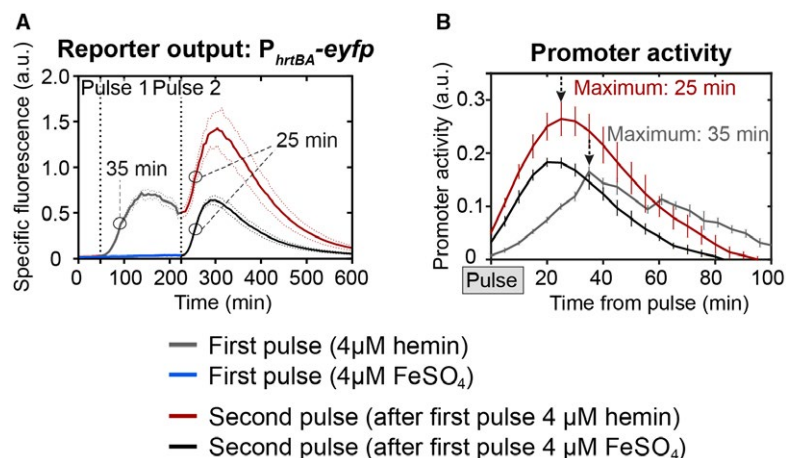 A
Reporter output: PhrtBA-eyfp
Specific fluorescence (a.u.)
2.0
1.5
1.0
0.5
0
Pulse 1
Pulse 2
35 min
25 min
0 100 200 300 400 500 600
Time (min)
B
Promoter activity
Promoter activity (a.u.)
0.3
0.2
0.1
0
Maximum: 25 min
Maximum: 35 min
Pulse
20 40 60 80 100
Time from pulse (min)
First pulse (4µM hemin)
First pulse (4µM FeSO4)
Second pulse (after first pulse 4 µM hemin)
Second pulse (after first pulse 4 µM FeSO4)